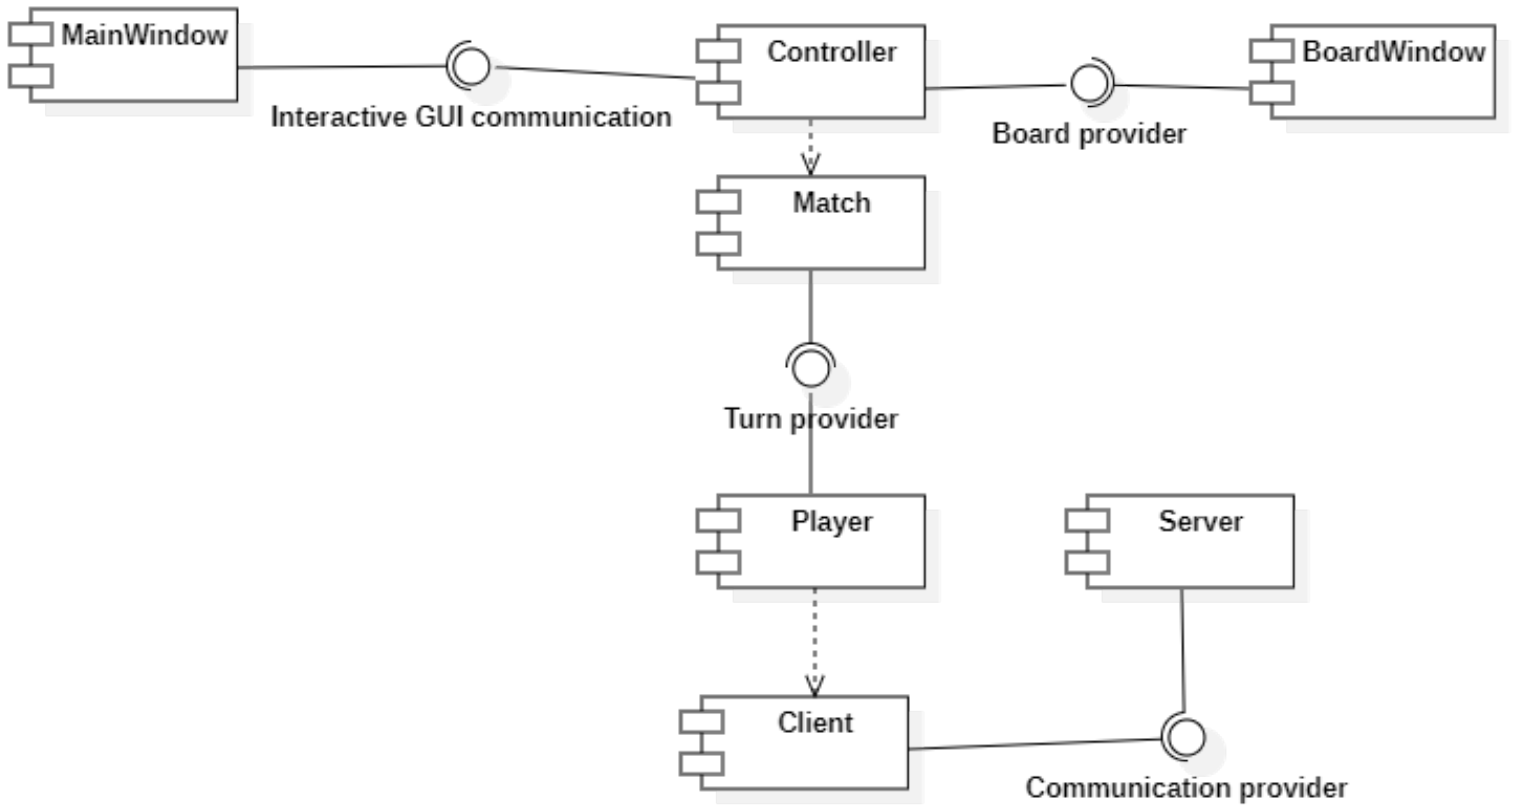 MainWindow
Controller
BoardWindow
Interactive GUI communication
Board provider
Match
Turn provider
Player
Server
Client
Communication provider